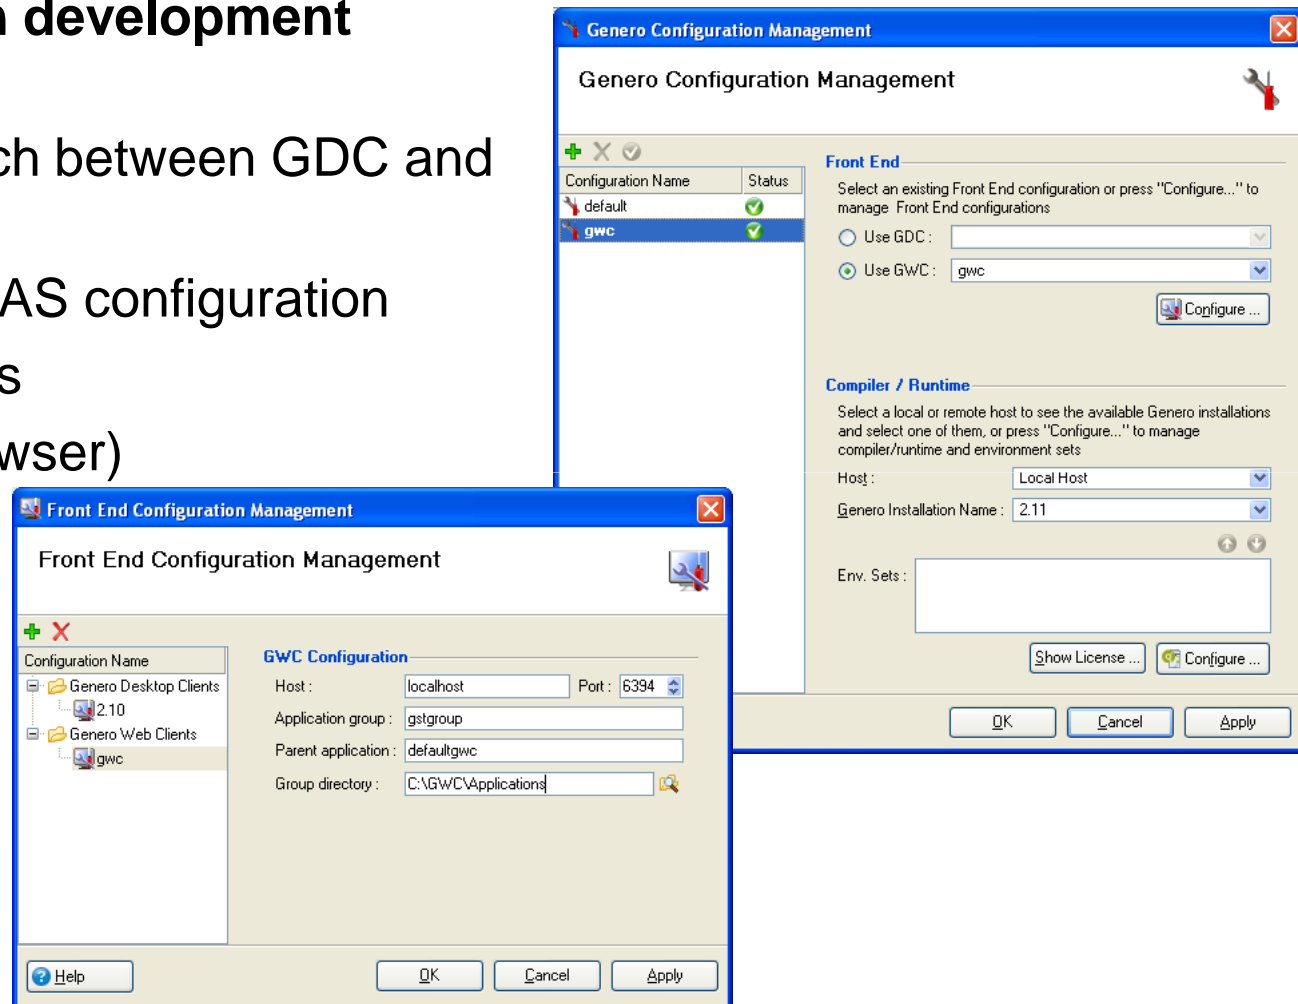 development
ch between GDC and
AS configuration
s
wser)
Genero Configuration Management
Genero Configuration Management
Configuration Name Status
default
gwc
Front End
Select an existing Front End configuration or press "Configure..." to
manage Front End configurations
Use GDC :
Use GWC : gwc
Configure ...
Compiler / Runtime
Select a local or remote host to see the available Genero installations
and select one of them, or press "Configure..." to manage
compiler/runtime and environment sets
Host : Local Host
Genero Installation Name : 2.11
Env. Sets :
Show License ... Configure ...
OK Cancel Apply
Front End Configuration Management
Front End Configuration Management
Configuration Name
Genero Desktop Clients
2.10
Genero Web Clients
gwc
GWC Configuration
Host : localhost Port : 6394
Application group : gstgroup
Parent application : defaultgwc
Group directory : C:\GWC\Applications
Help OK Cancel Apply